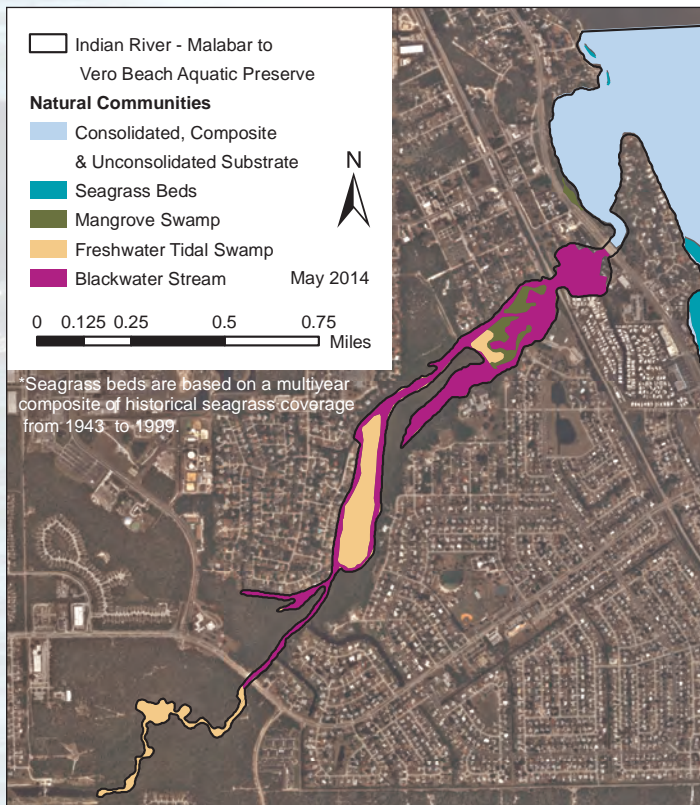 Indian River - Malabar to
Vero Beach Aquatic Preserve
Natural Communities
Consolidated, Composite
& Unconsolidated Substrate
Seagrass Beds
Mangrove Swamp
Freshwater Tidal Swamp
Blackwater Stream
N
May 2014
0 0.125 0.25 0.5 0.75
Miles
*Seagrass beds are based on a multiyear
composite of historical seagrass coverage
from 1943 to 1999.